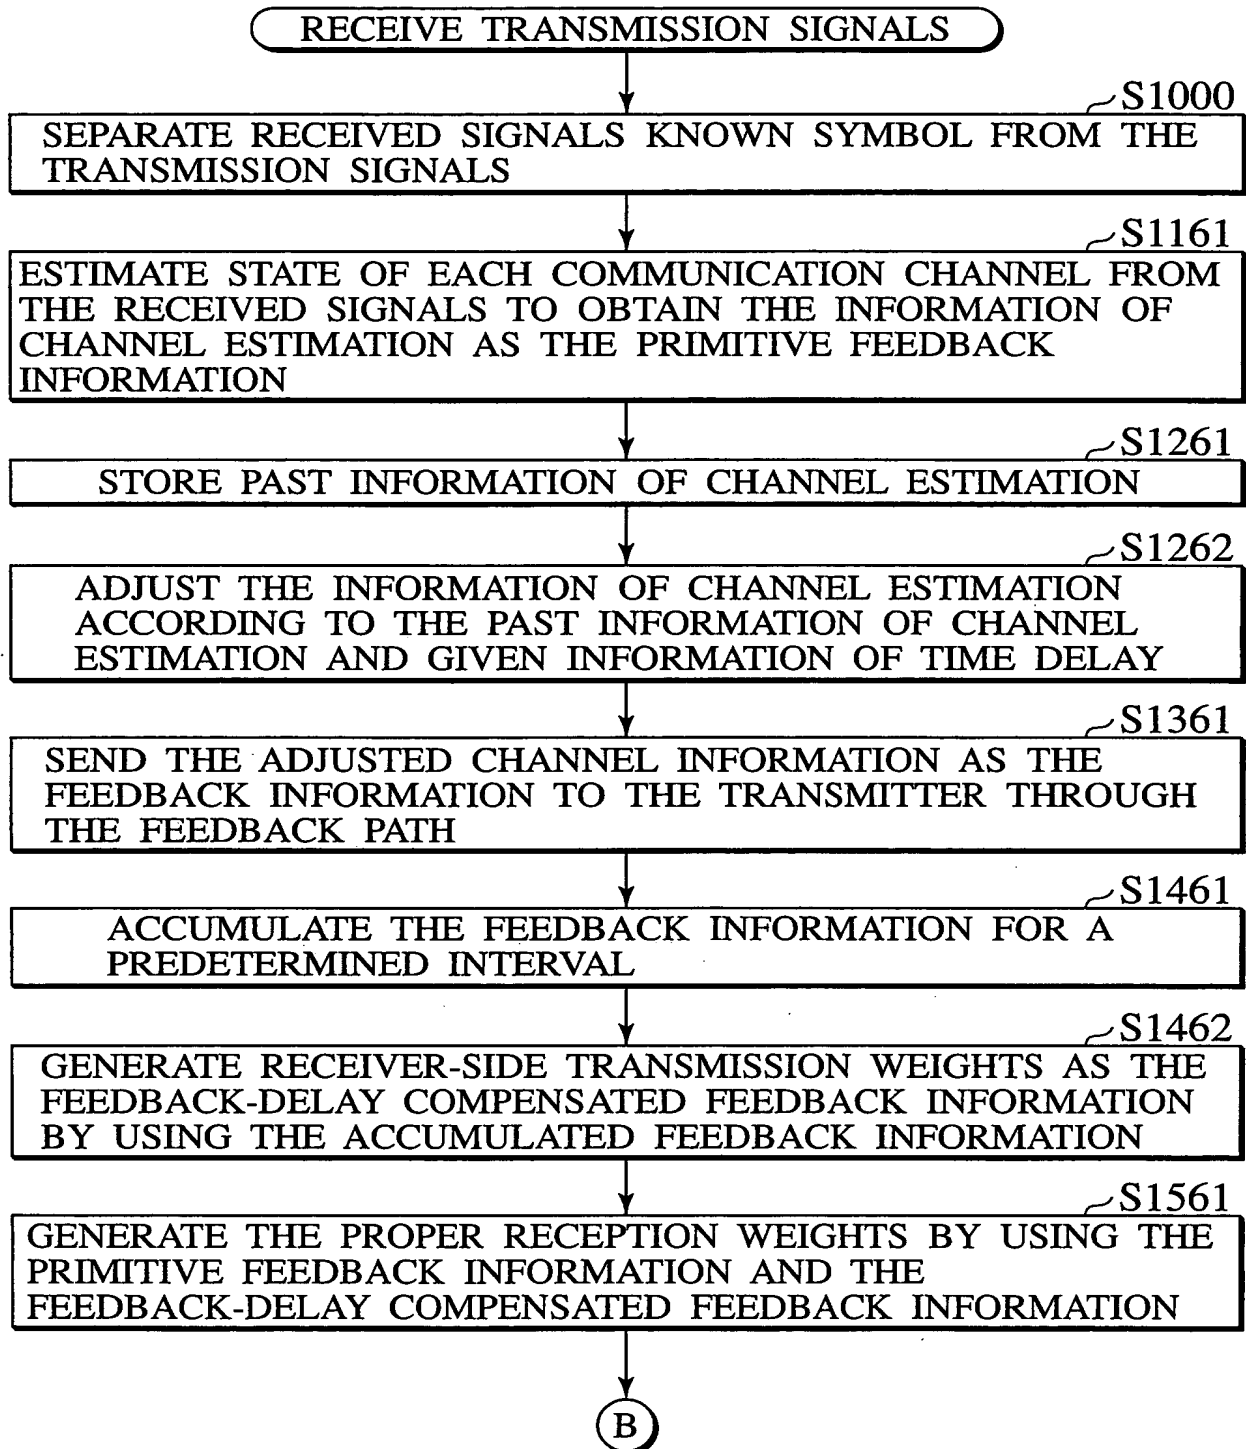 RECEIVE TRANSMISSION SIGNALS
S1000
SEPARATE RECEIVED SIGNALS KNOWN SYMBOL FROM THE
TRANSMISSION SIGNALS
S1161
ESTIMATE STATE OF EACH COMMUNICATION CHANNEL FROM
THE RECEIVED SIGNALS TO OBTAIN THE INFORMATION OF
CHANNEL ESTIMATION AS THE PRIMITIVE FEEDBACK
INFORMATION
S1261
STORE PAST INFORMATION OF CHANNEL ESTIMATION
S1262
ADJUST THE INFORMATION OF CHANNEL ESTIMATION
ACCORDING TO THE PAST INFORMATION OF CHANNEL
ESTIMATION AND GIVEN INFORMATION OF TIME DELAY
S1361
SEND THE ADJUSTED CHANNEL INFORMATION AS THE
FEEDBACK INFORMATION TO THE TRANSMITTER THROUGH
THE FEEDBACK PATH
S1461
ACCUMULATE THE FEEDBACK INFORMATION FOR A
PREDETERMINED INTERVAL
S1462
GENERATE RECEIVER-SIDE TRANSMISSION WEIGHTS AS THE
FEEDBACK-DELAY COMPENSATED FEEDBACK INFORMATION
BY USING THE ACCUMULATED FEEDBACK INFORMATION
S1561
GENERATE THE PROPER RECEPTION WEIGHTS BY USING THE
PRIMITIVE FEEDBACK INFORMATION AND THE
FEEDBACK-DELAY COMPENSATED FEEDBACK INFORMATION
B